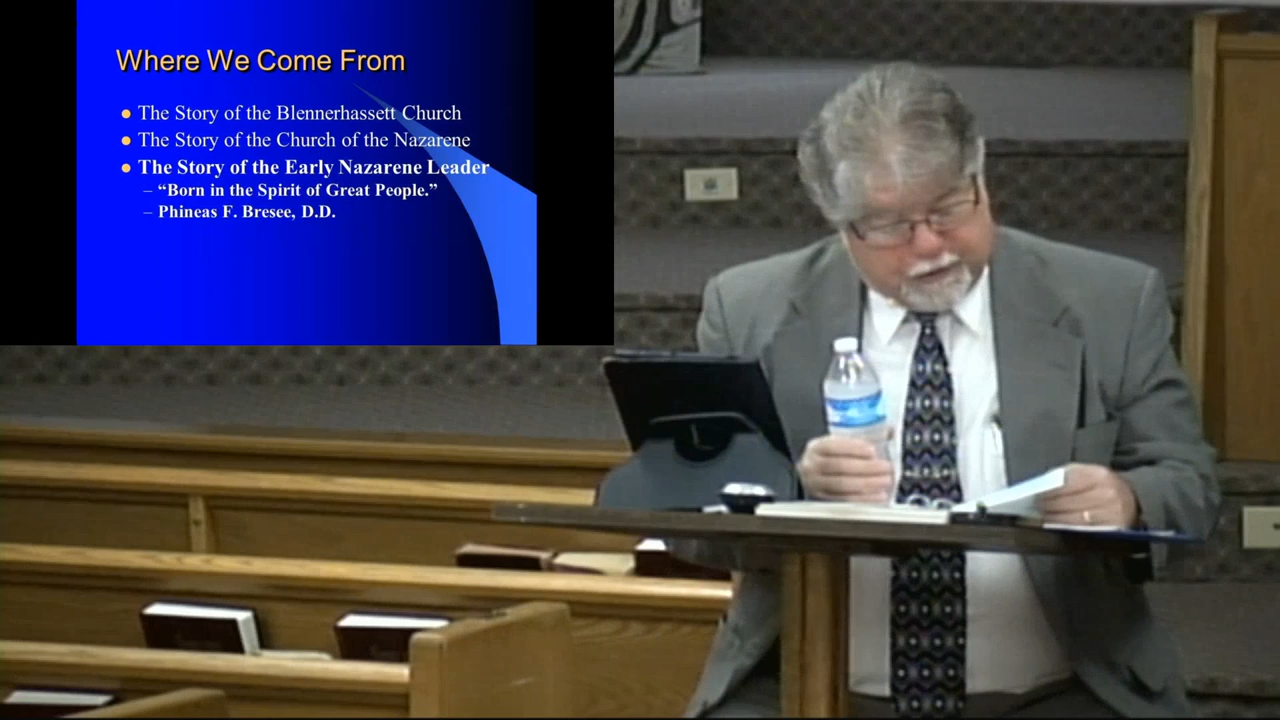 Where We Come From
The Story of the Blennerhassett Church
The Story of the Church of the Nazarene
The Story of the Early Nazarene Leader
– “Born in the Spirit of Great People.”
– Phineas F. Bresee, D.D.